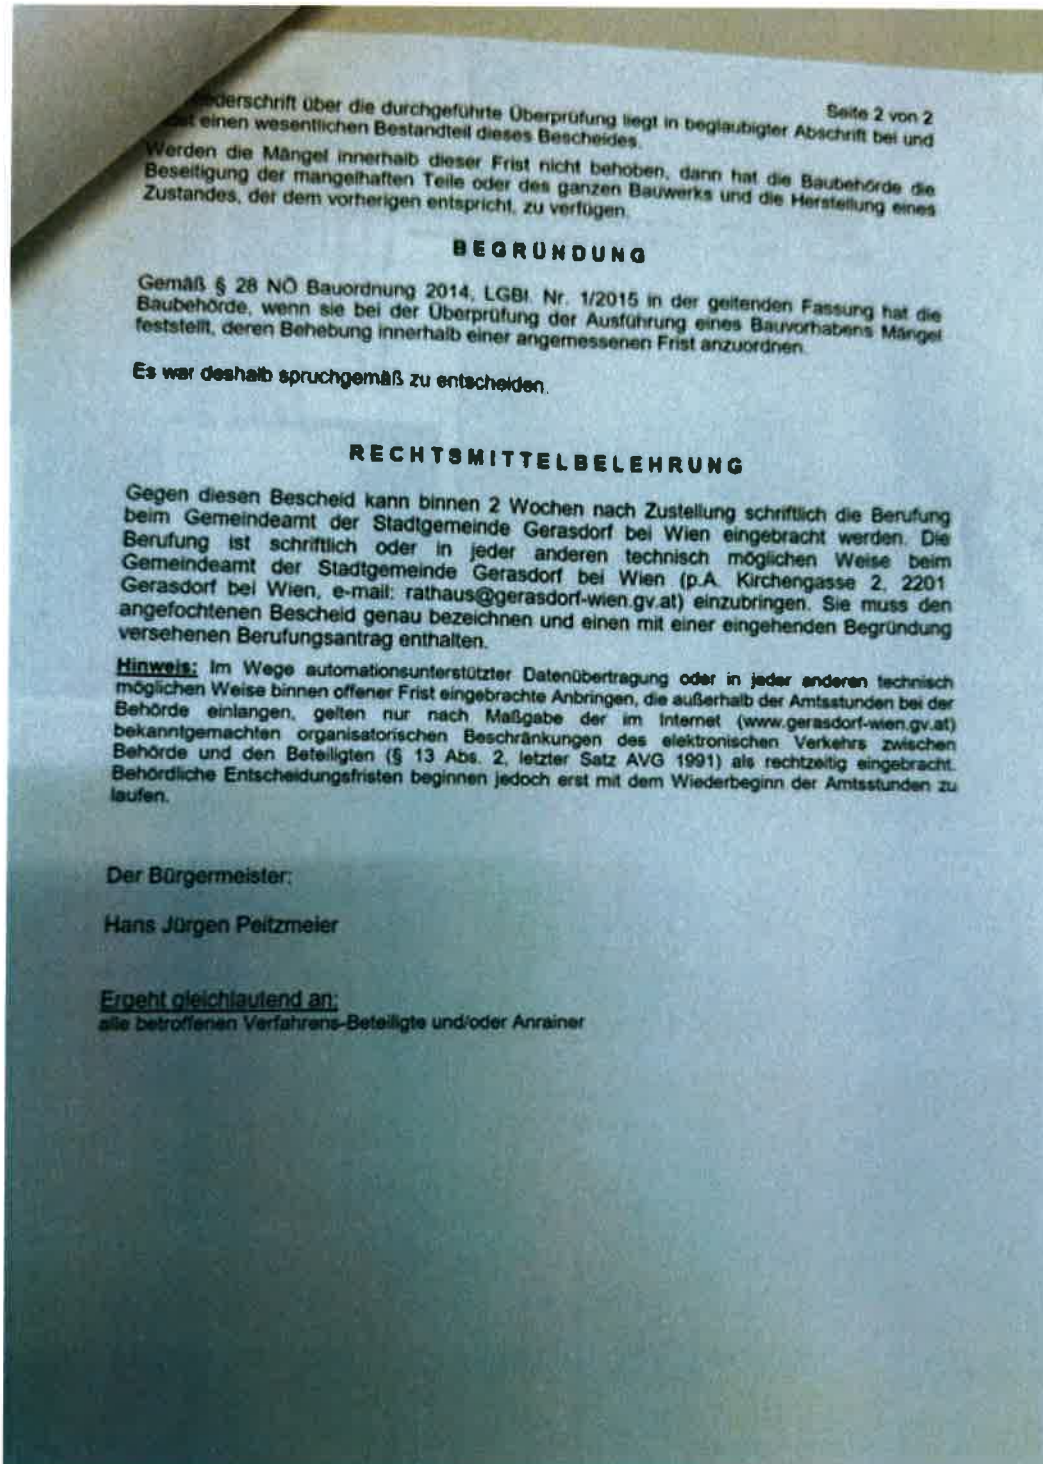 Seite 2 von 2
derschrift über die durchgeführte Überprüfung liegt in beglaubigter Abschrift bei und
einen wesentlichen Bestandteil dieses Bescheides.
Werden die Mängel innerhalb dieser Frist nicht behoben, dann hat die Baubehörde die
Beseitigung der mangelhaften Teile oder des ganzen Bauwerks und die Herstellung eines
Zustandes, der dem vorherigen entspricht, zu verfügen.
BEGRÜNDUNG
Gemäß § 28 NÖ Bauordnung 2014, LGBl. Nr. 1/2015 in der geltenden Fassung hat die
Baubehörde, wenn sie bei der Überprüfung der Ausführung eines Bauvorhabens Mängel
feststellt, deren Behebung innerhalb einer angemessenen Frist anzuordnen.
Es war deshalb spruchgemäß zu entscheiden.
RECHTSMITTELBELEHRUNG
Gegen diesen Bescheid kann binnen 2 Wochen nach Zustellung schriftlich die Berufung
beim Gemeindeamt der Stadtgemeinde Gerasdorf bei Wien eingebracht werden. Die
Berufung ist schriftlich oder in jeder anderen technisch möglichen Weise beim
Gemeindeamt der Stadtgemeinde Gerasdorf bei Wien (p.A. Kirchengasse 2, 2201
Gerasdorf bei Wien, e-mail: rathaus@gerasdorf-wien.gv.at) einzubringen. Sie muss den
angefochtenen Bescheid genau bezeichnen und einen mit einer eingehenden Begründung
versehenen Berufungsantrag enthalten.
Hinweis: Im Wege automationsunterstützter Datenübertragung oder in jeder anderen technisch
möglichen Weise binnen offener Frist eingebrachte Anbringen, die außerhalb der Amtsstunden bei der
Behörde einlangen, gelten nur nach Maßgabe der im Internet (www.gerasdorf-wien.gv.at)
bekanntgemachten organisatorischen Beschränkungen des elektronischen Verkehrs zwischen
Behörde und den Beteiligten (§ 13 Abs. 2, letzter Satz AVG 1991) als rechtzeitig eingebracht.
Behördliche Entscheidungsfristen beginnen jedoch erst mit dem Wiederbeginn der Amtsstunden zu
laufen.
Der Bürgermeister:
Hans Jürgen Peitzmeier
Ergeht gleichlautend an:
alle betroffenen Verfahrens-Beteiligte und/oder Anrainer